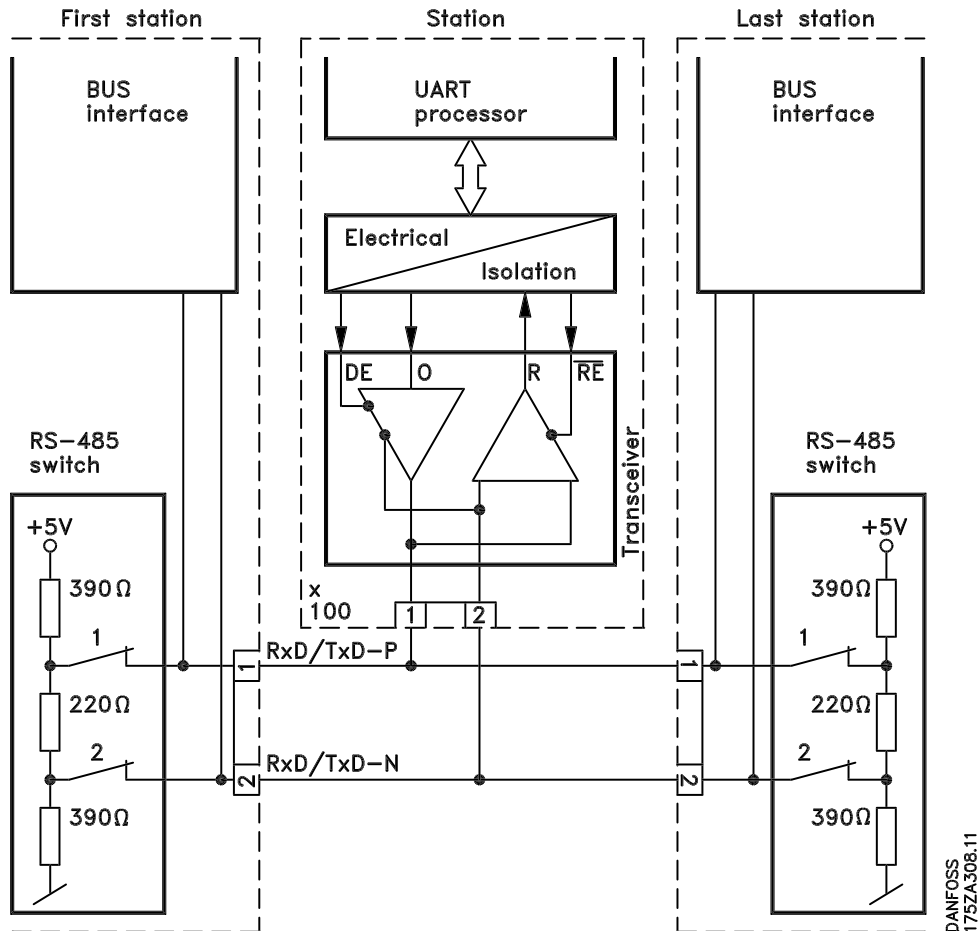 First station
Station
Last station
BUS
interface
UART
processor
BUS
interface
Electrical
Isolation
DE
O
R
RE
Transceiver
RS-485
switch
RS-485
switch
+5V
390Ω
1
220Ω
2
390Ω
x
100
1
2
RxD/TxD-P
1
1
RxD/TxD-N
2
2
+5V
390Ω
1
220Ω
2
390Ω
DANFOSS
175ZA308.11